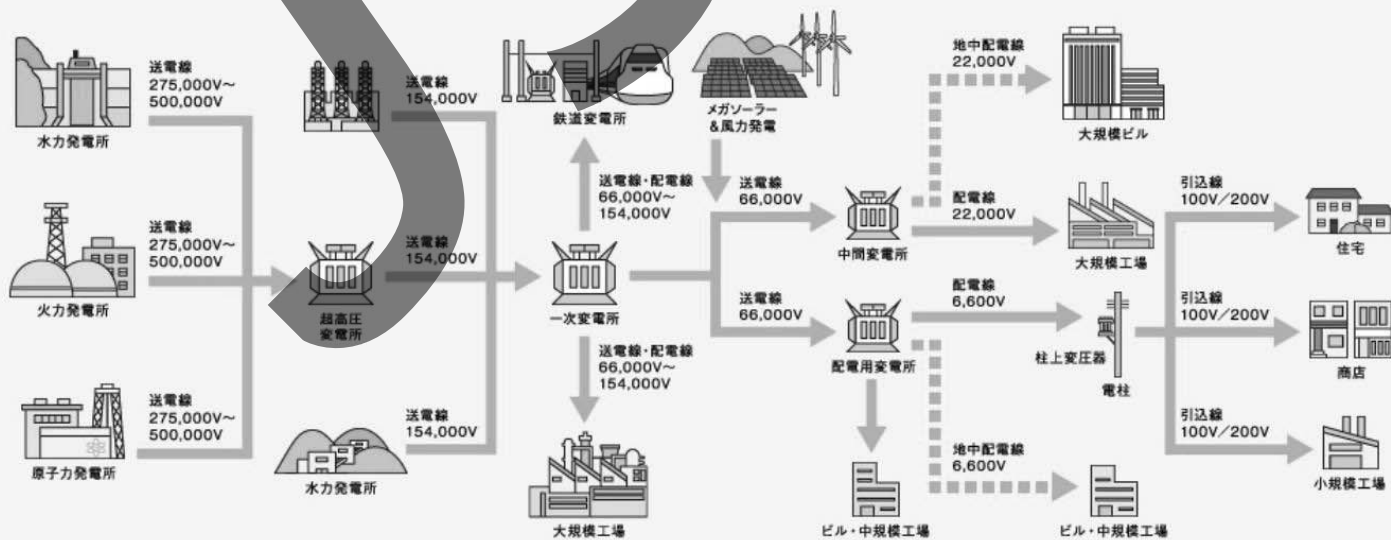 送電線
275,000V～
500,000V
水力発電所
送電線
275,000V～
500,000V
火力発電所
送電線
275,000V～
500,000V
原子力発電所
送電線
154,000V
送電線
154,000V
超高圧
変電所
送電線
154,000V
水力発電所
鉄道変電所
送電線・配電線
66,000V～
154,000V
一次変電所
送電線・配電線
66,000V～
154,000V
大規模工場
メガソーラー
&風力発電
送電線
66,000V
送電線
66,000V
中間変電所
配電用変電所
ビル・中規模工場
地中配電線
22,000V
大規模ビル
配電線
22,000V
大規模工場
配電線
6,600V
柱上変圧器
電柱
地中配電線
6,600V
ビル・中規模工場
引込線
100V/200V
住宅
引込線
100V/200V
商店
引込線
100V/200V
小規模工場